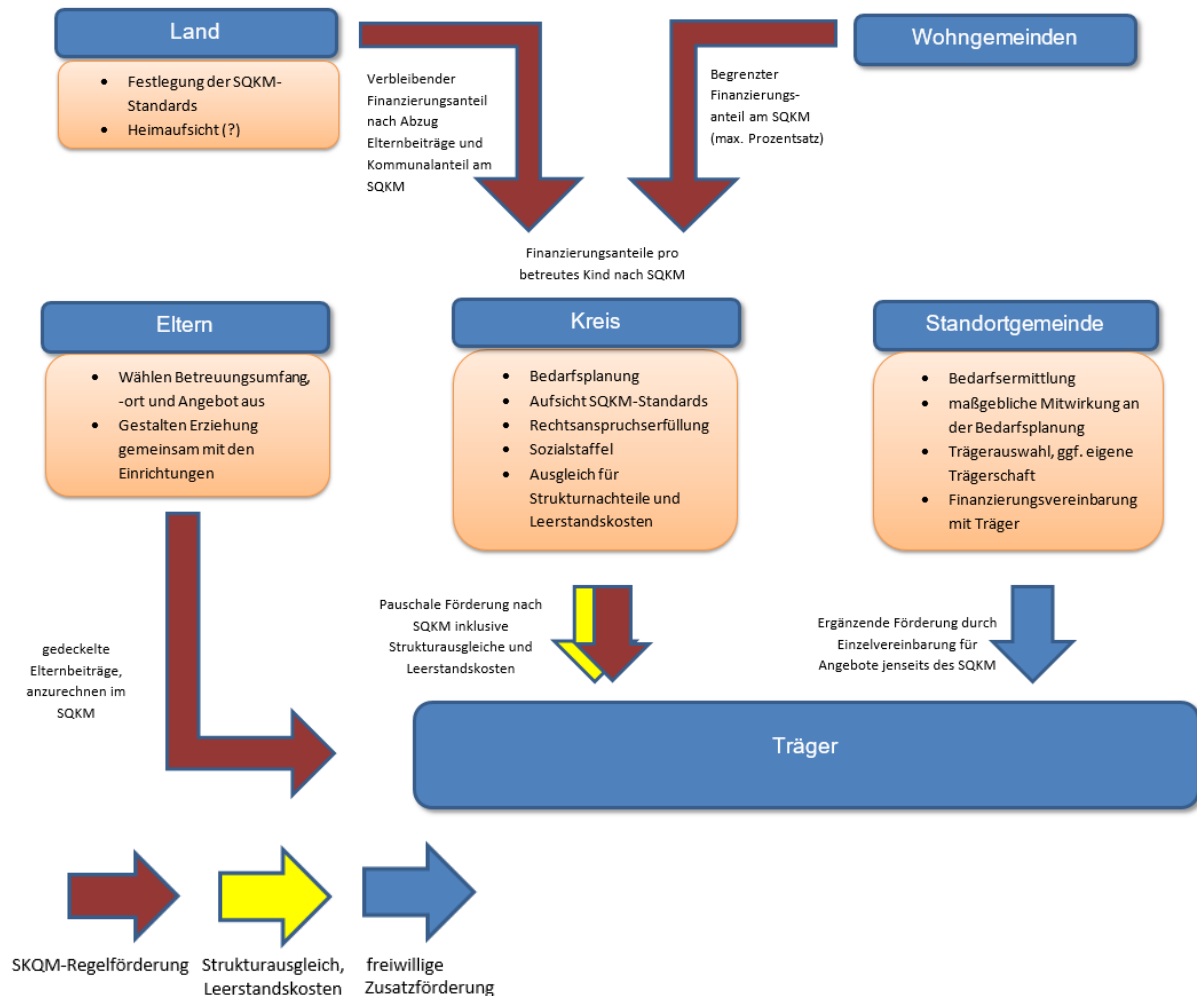 Land
• Festlegung der SQKM-
Standards
• Heimaufsicht (?)
Verbleibender
Finanzierungsanteil
nach Abzug
Elternbeiträge und
Kommunalanteil am
SQKM
Wohngemeinden
Begrenzter
Finanzierungs-
anteil am SQKM
(max. Prozentsatz)
Finanzierungsanteile pro
betreutes Kind nach SQKM
Eltern
• Wählen Betreuungsumfang,
-ort und Angebot aus
• Gestalten Erziehung
gemeinsam mit den
Einrichtungen
Kreis
• Bedarfsplanung
• Aufsicht SQKM-Standards
• Rechtsanspruchserfüllung
• Sozialstaffel
• Ausgleich für
Strukturnachteile und
Leerstandskosten
Standortgemeinde
• Bedarfsermittlung
• maßgebliche Mitwirkung an
der Bedarfsplanung
• Trägerauswahl, ggf. eigene
Trägerschaft
• Finanzierungsvereinbarung
mit Träger
gedeckelte
Elternbeiträge,
anzurechnen im
SQKM
Pauschale Förderung nach
SQKM inklusive
Strukturausgleiche und
Leerstandskosten
Ergänzende Förderung durch
Einzelvereinbarung für
Angebote jenseits des SQKM
Träger
SKQM-Regelförderung
Strukturausgleich,
Leerstandskosten
freiwillige
Zusatzförderung